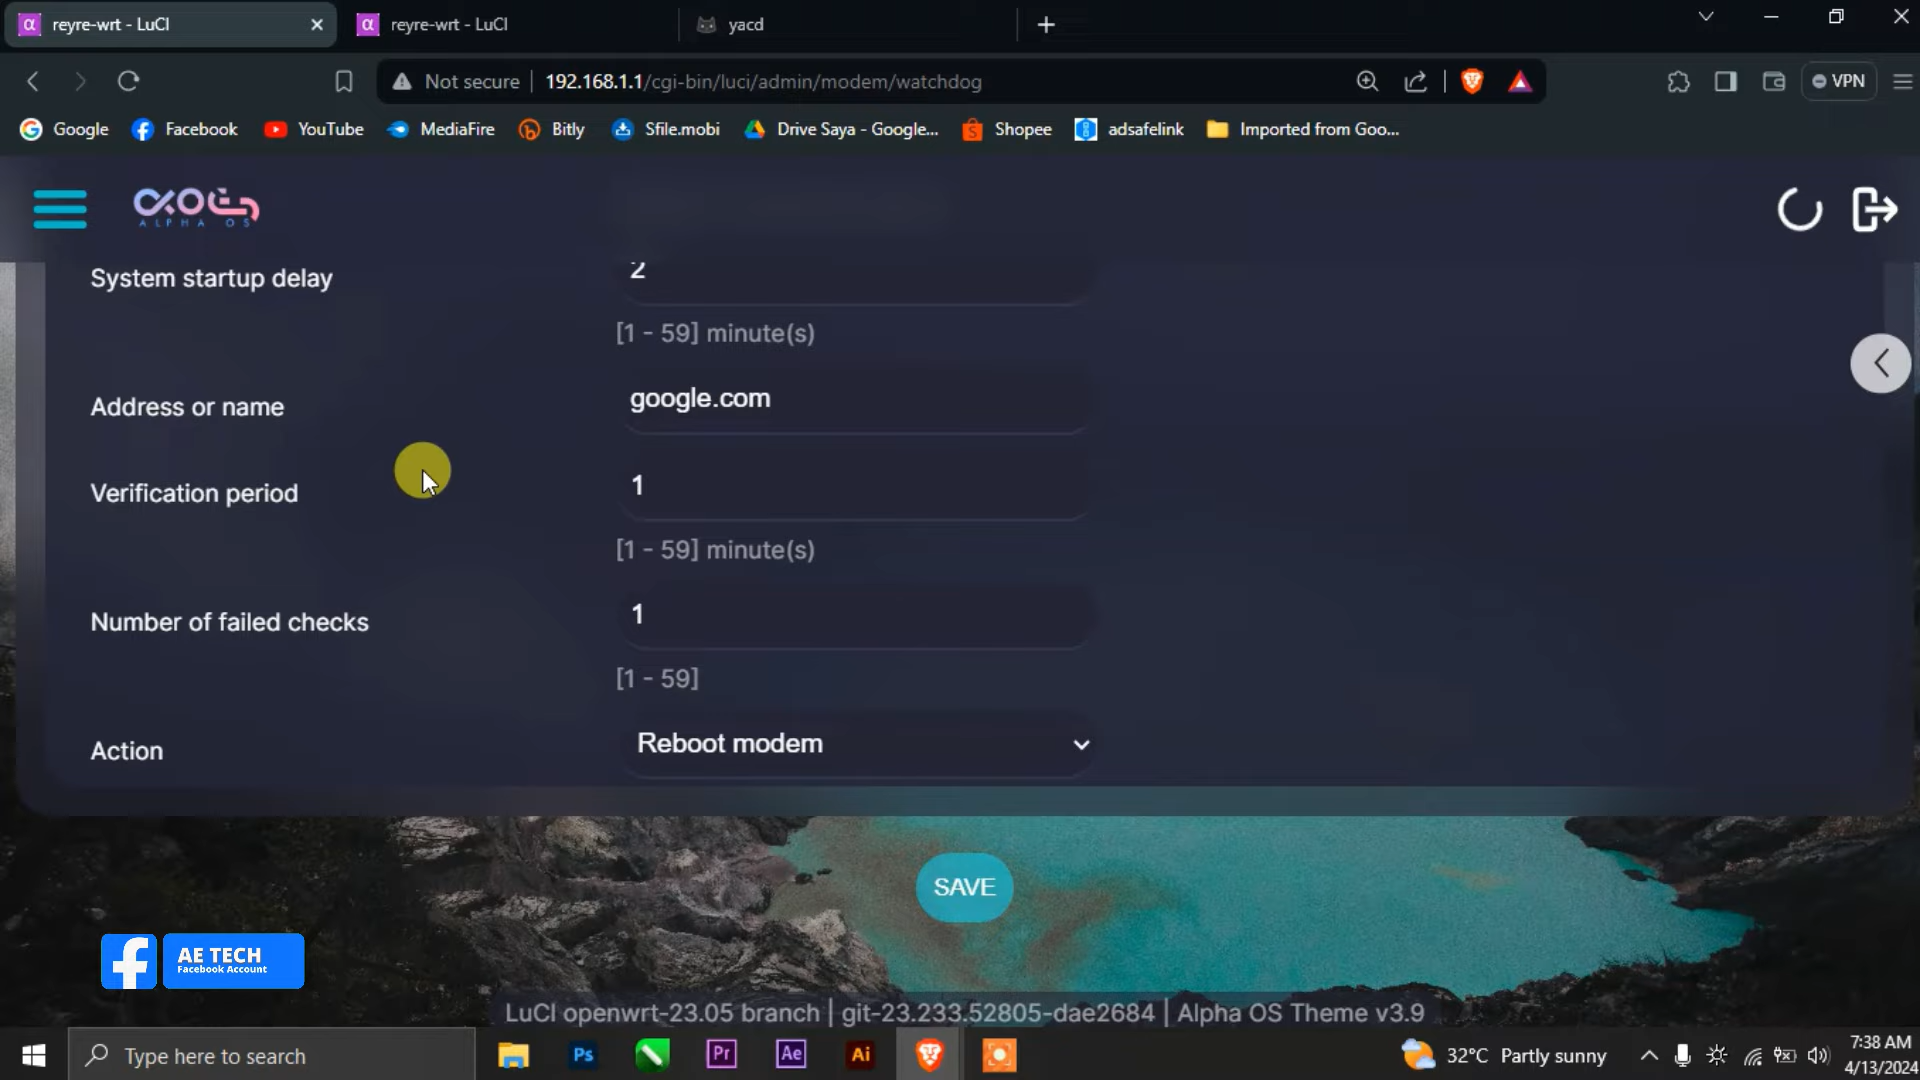 reyre-wrt - LuCI
reyre-wrt - LuCI
yacd
Not secure
192.168.1.1/cgi-bin/luci/admin/modem/watchdog
VPN
Google
Facebook
YouTube
MediaFire
Bitly
Sfile.mobi
Drive Saya - Google...
Shopee
adsafelink
Imported from Goo...
ALPHA OS
System startup delay
2
[1 - 59] minute(s)
Address or name
google.com
Verification period
1
[1 - 59] minute(s)
Number of failed checks
1
[1 - 59]
Action
Reboot modem
SAVE
AE TECH
Facebook Account
LuCI openwrt-23.05 branch | git-23.233.52805-dae2684 | Alpha OS Theme v3.9
Type here to search
Ps
Pr
Ae
Ai
32°C Partly sunny
7:38 AM
4/13/2024